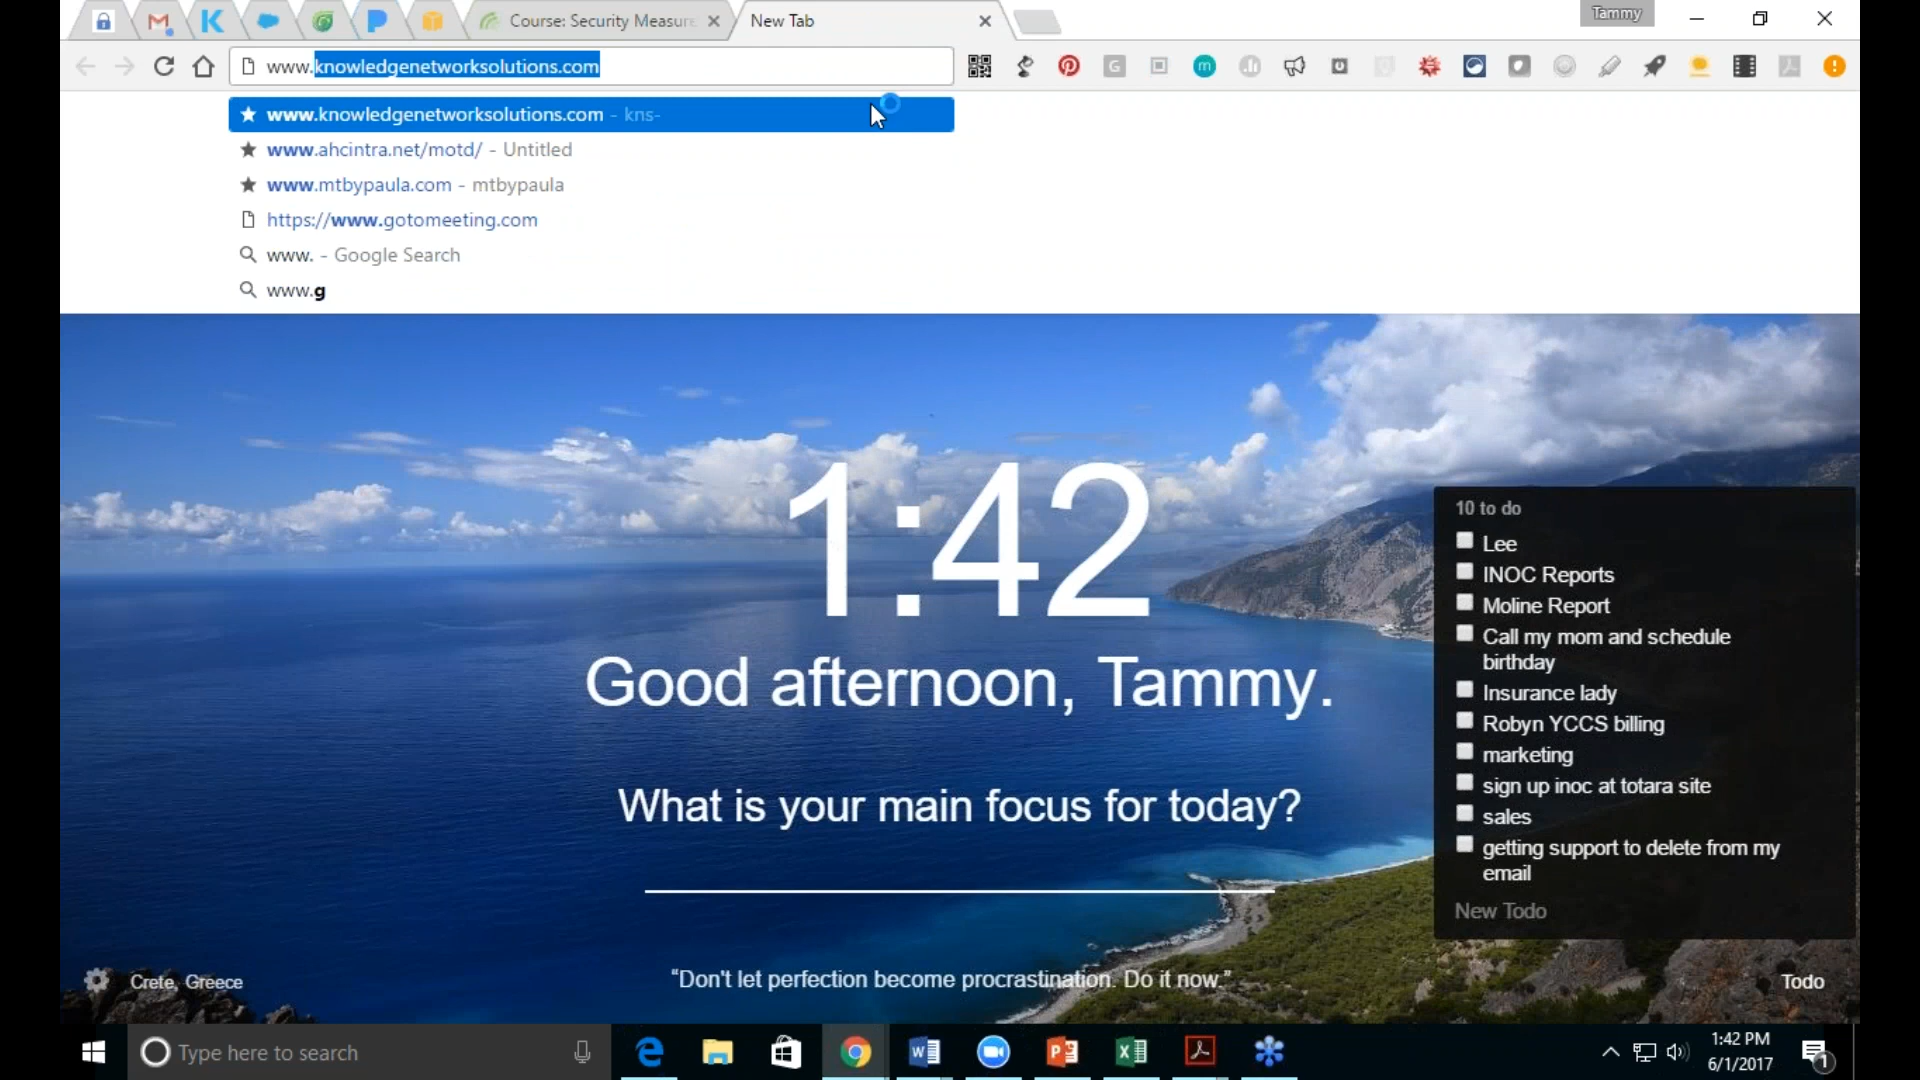 Course: Security Measure
New Tab
Tammy
www.knowledgenetworksolutions.com
www.knowledgenetworksolutions.com - kns-
www.ahcintra.net/motd/ - Untitled
www.mtbypaula.com - mtbypaula
https://www.gotomeeting.com
www. - Google Search
www.g
1:42
Good afternoon, Tammy.
What is your main focus for today?
10 to do
Lee
INOC Reports
Moline Report
Call my mom and schedule
birthday
Insurance lady
Robyn YCCS billing
marketing
sign up inoc at totara site
sales
getting support to delete from my
email
New Todo
Crete, Greece
“Don't let perfection become procrastination. Do it now.”
Todo
Type here to search
1:42 PM
6/1/2017
1